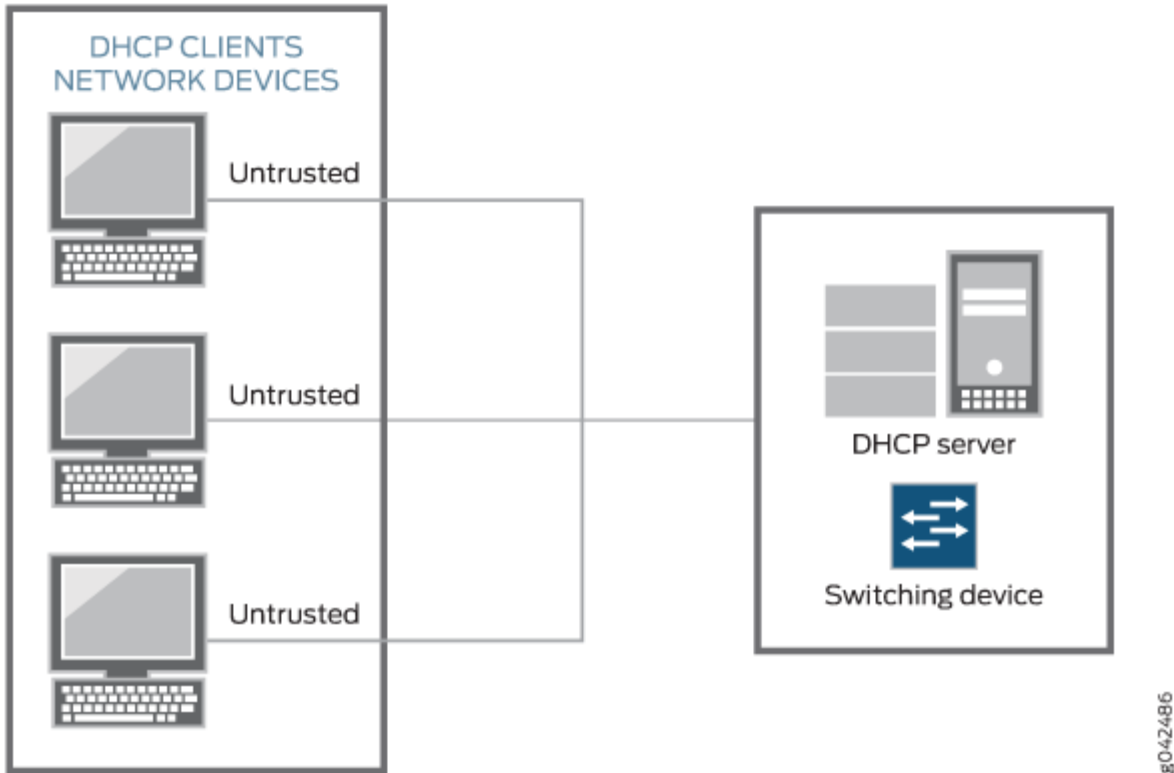 DHCP CLIENTS
NETWORK DEVICES
Untrusted
Untrusted
Untrusted
DHCP server
Switching device
g042486